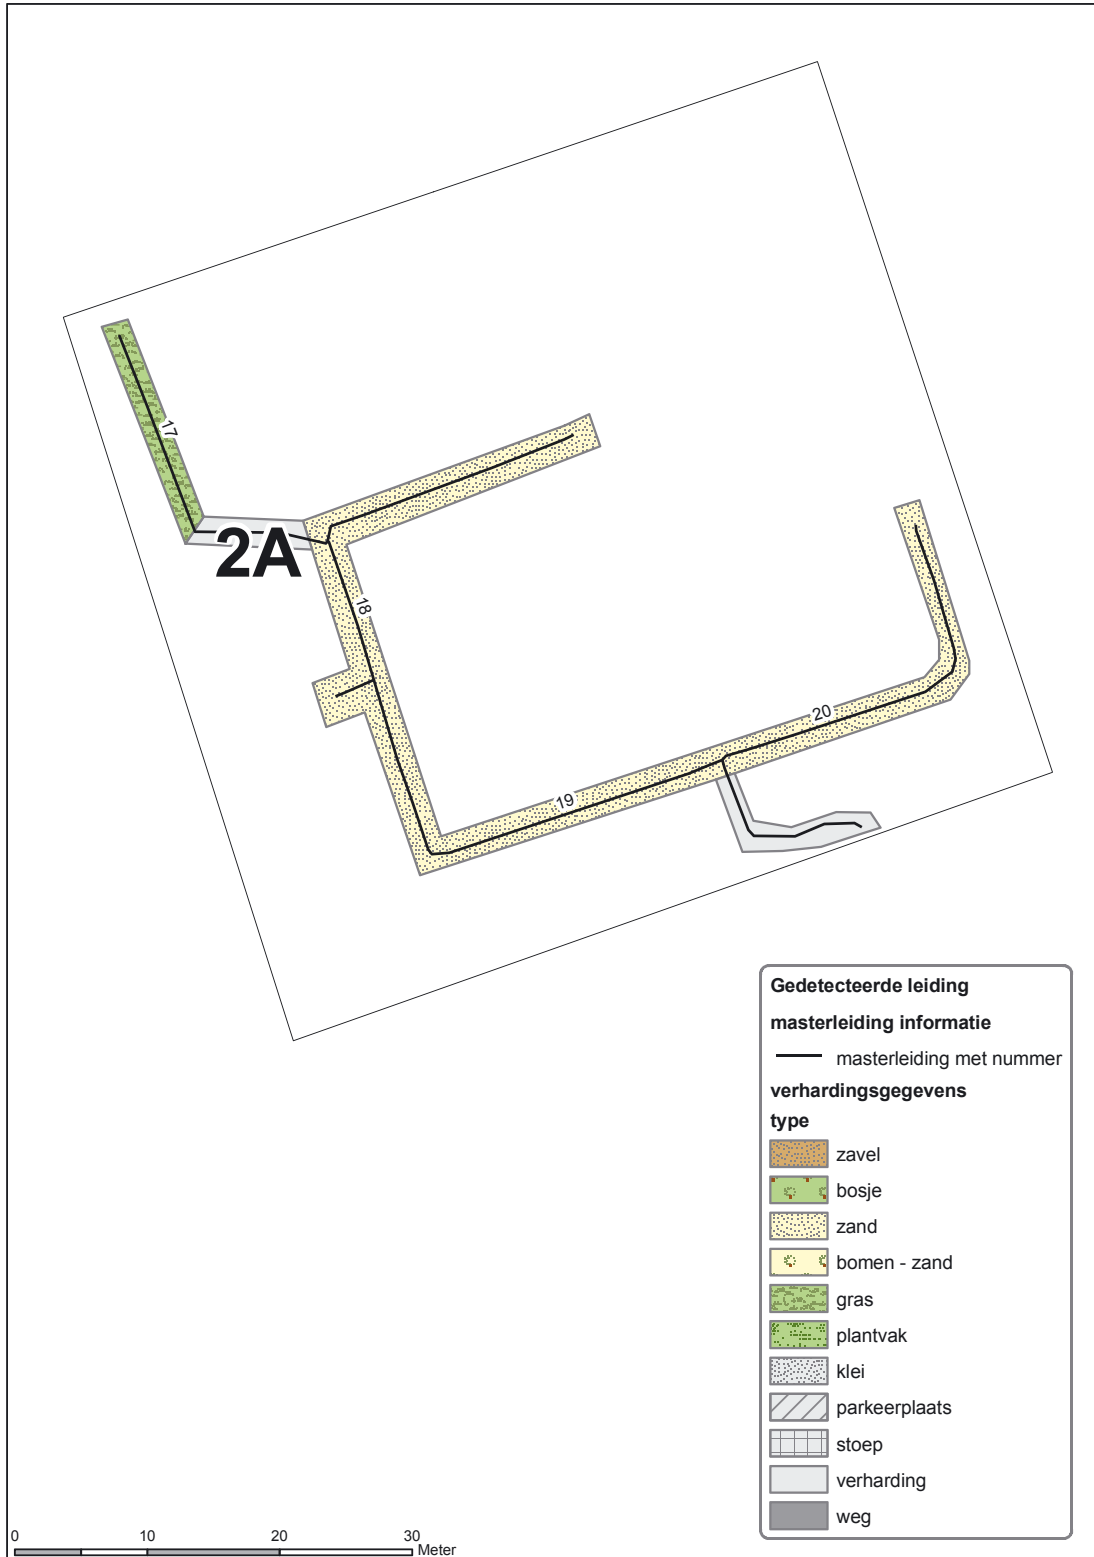 17
2A
18
20
19
Gedetecteerde leiding
masterleiding informatie
masterleiding met nummer
verhardingsgegevens
type
zavel
bosje
zand
bomen - zand
gras
plantvak
klei
parkeerplaats
stoep
verharding
weg
0 10 20 30
Meter